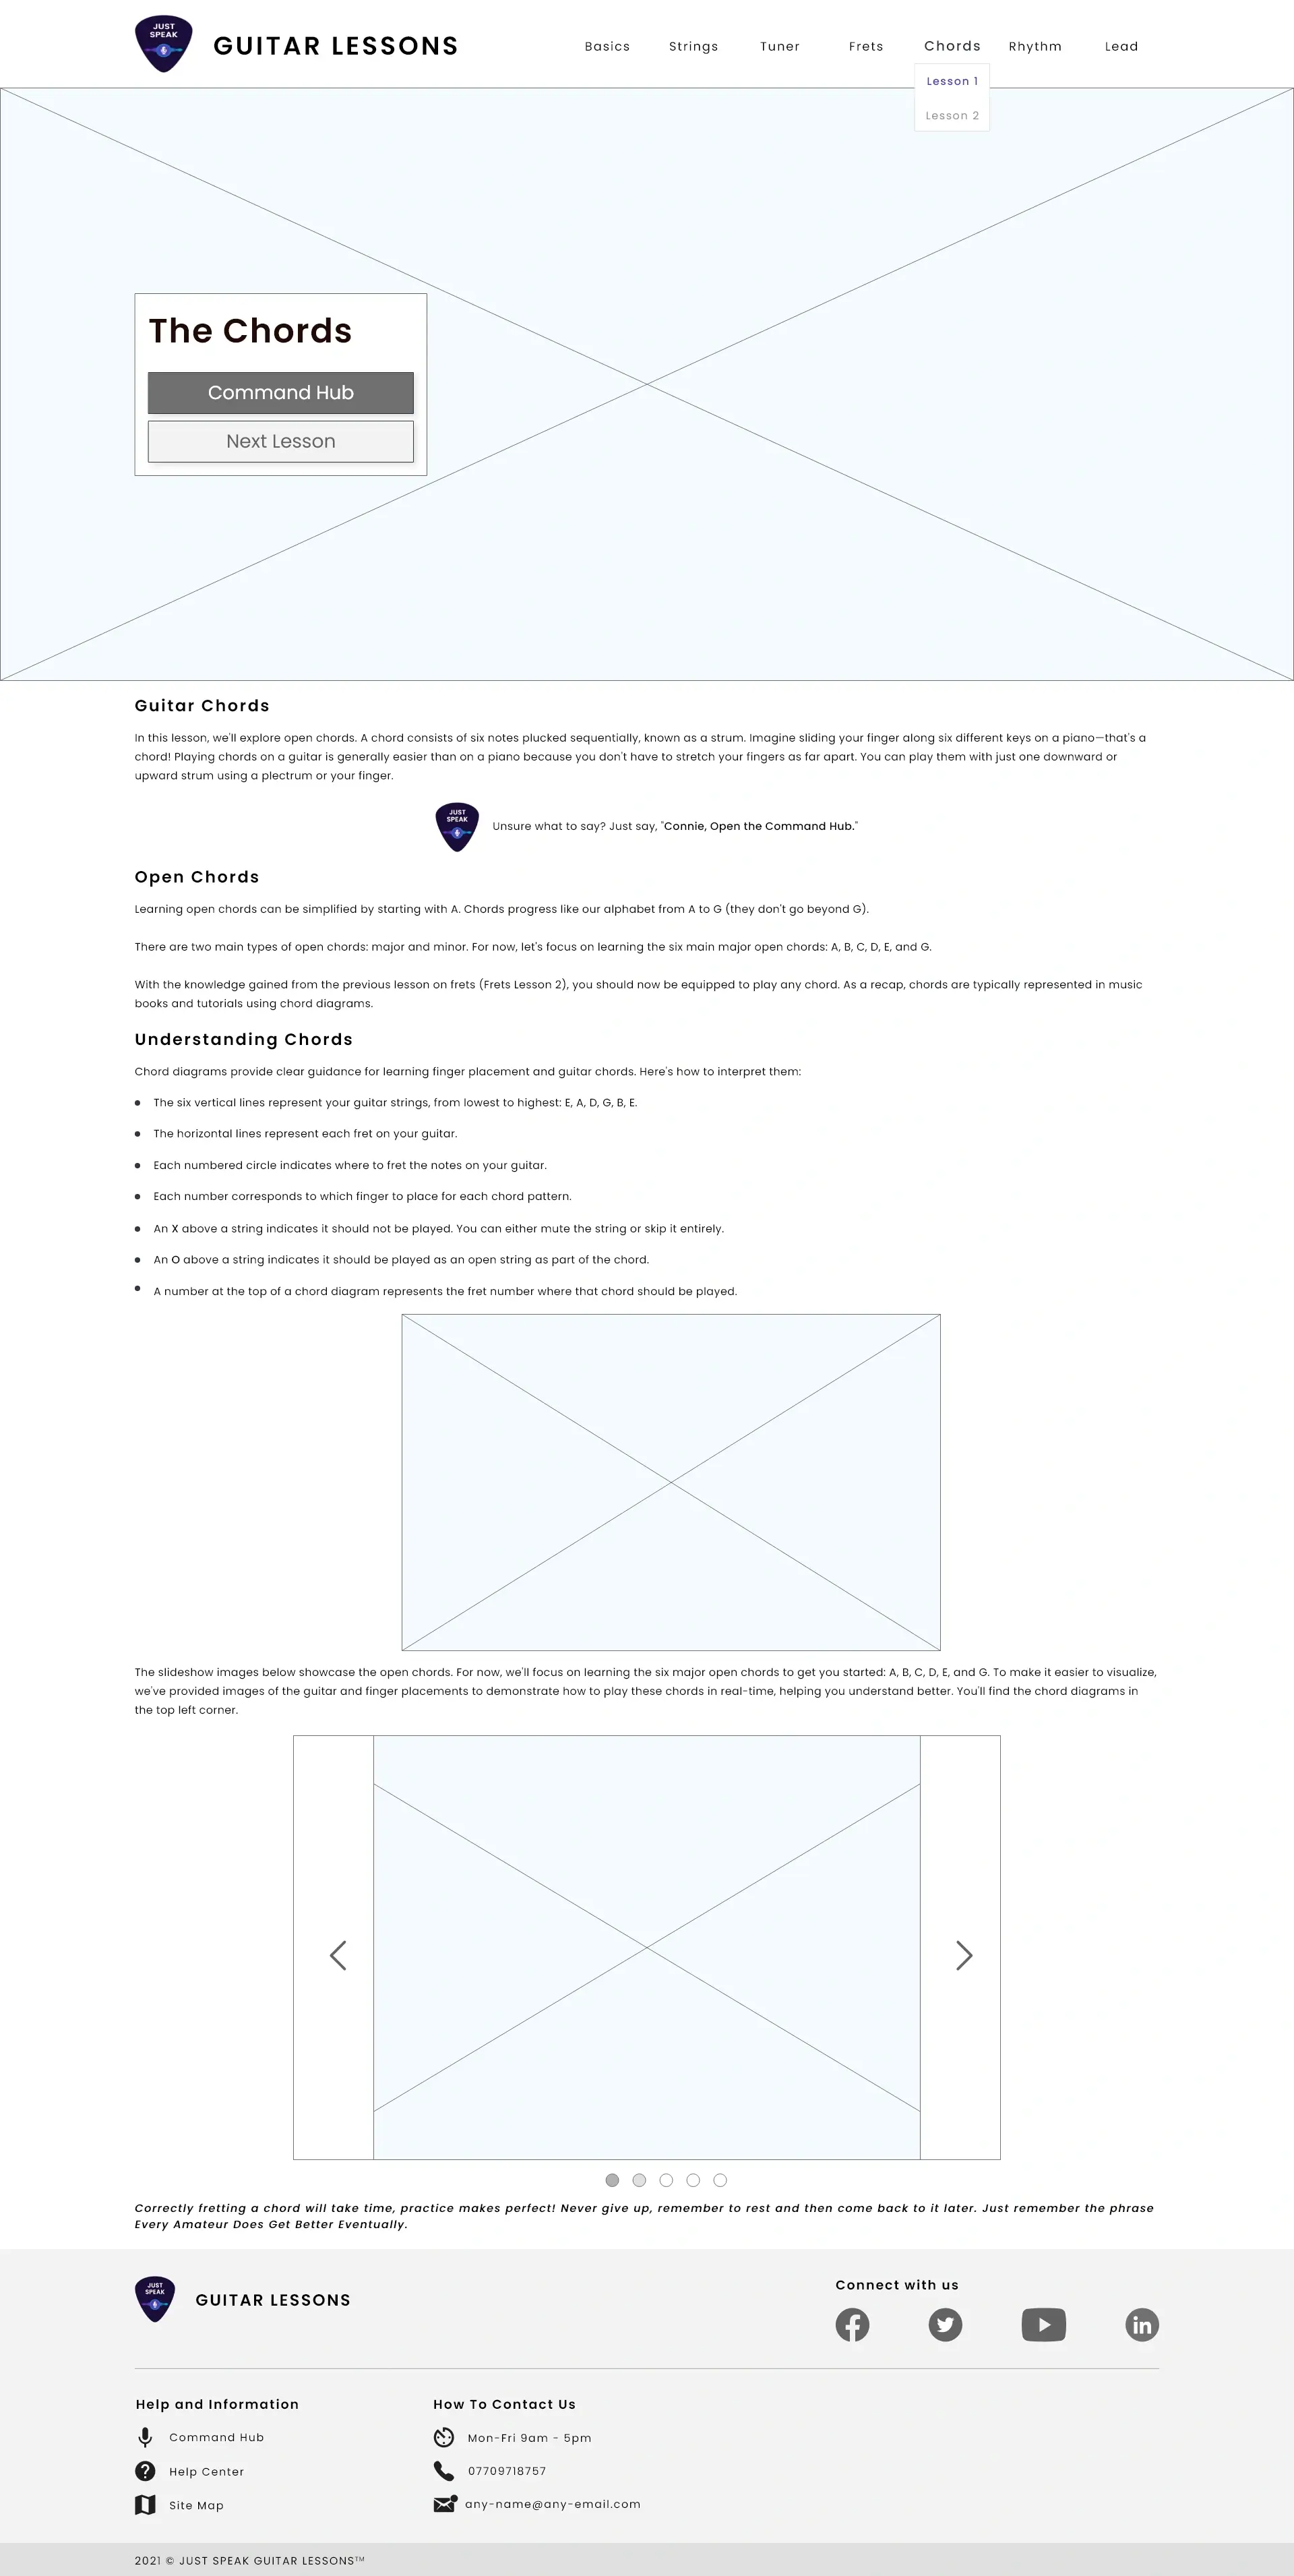 JUST
SPEAK
GUITAR LESSONS
Basics
Strings
Tuner
Frets
Chords
Rhythm
Lead
Lesson 1
Lesson 2
The Chords
Command Hub
Next Lesson
Guitar Chords
In this lesson, we'll explore open chords. A chord consists of six notes plucked sequentially, known as a strum. Imagine sliding your finger along six different keys on a piano—that's a
chord! Playing chords on a guitar is generally easier than on a piano because you don't have to stretch your fingers as far apart. You can play them with just one downward or
upward strum using a plectrum or your finger.
JUST
SPEAK
Unsure what to say? Just say, "Connie, Open the Command Hub."
Open Chords
Learning open chords can be simplified by starting with A. Chords progress like our alphabet from A to G (they don't go beyond G).
There are two main types of open chords: major and minor. For now, let's focus on learning the six main major open chords: A, B, C, D, E, and G.
With the knowledge gained from the previous lesson on frets (Frets Lesson 2), you should now be equipped to play any chord. As a recap, chords are typically represented in music
books and tutorials using chord diagrams.
Understanding Chords
Chord diagrams provide clear guidance for learning finger placement and guitar chords. Here's how to interpret them:
The six vertical lines represent your guitar strings, from lowest to highest: E, A, D, G, B, E.
The horizontal lines represent each fret on your guitar.
Each numbered circle indicates where to fret the notes on your guitar.
Each number corresponds to which finger to place for each chord pattern.
An X above a string indicates it should not be played. You can either mute the string or skip it entirely.
An O above a string indicates it should be played as an open string as part of the chord.
A number at the top of a chord diagram represents the fret number where that chord should be played.
The slideshow images below showcase the open chords. For now, we'll focus on learning the six major open chords to get you started: A, B, C, D, E, and G. To make it easier to visualize,
we've provided images of the guitar and finger placements to demonstrate how to play these chords in real-time, helping you understand better. You'll find the chord diagrams in
the top left corner.
Correctly fretting a chord will take time, practice makes perfect! Never give up, remember to rest and then come back to it later. Just remember the phrase
Every Amateur Does Get Better Eventually.
JUST
SPEAK
GUITAR LESSONS
Connect with us
Help and Information
Command Hub
Help Center
Site Map
How To Contact Us
Mon-Fri 9am - 5pm
07709718757
any-name@any-email.com
2021 © JUST SPEAK GUITAR LESSONS™